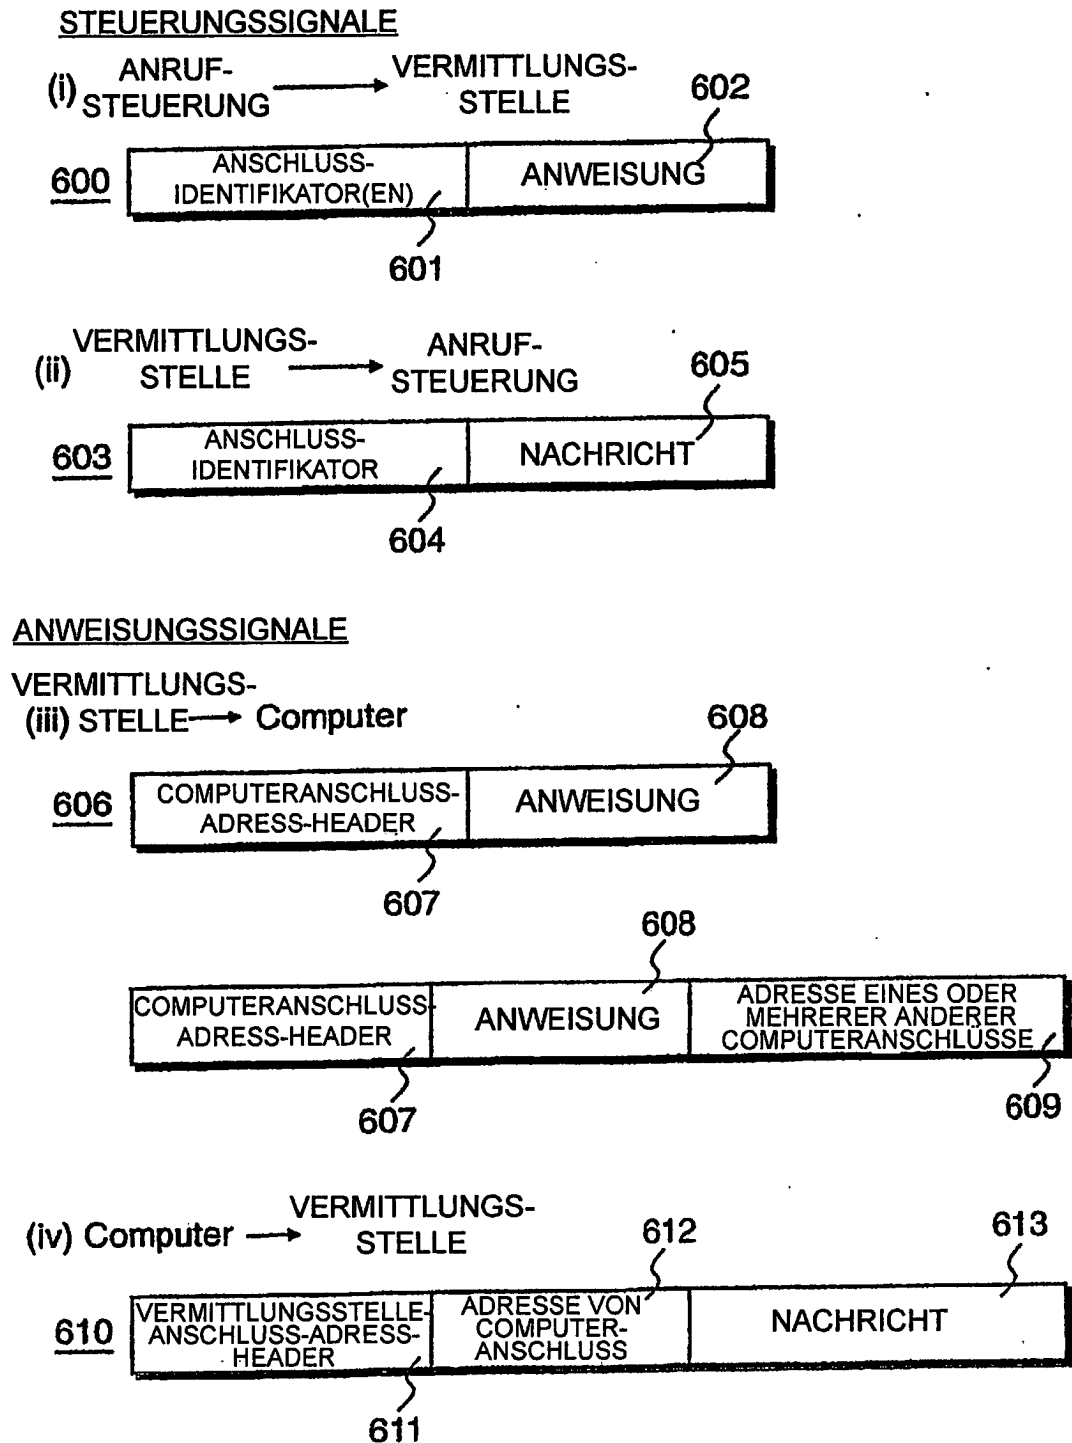 STEUERUNGSSIGNALE
(i) ANRUF-
STEUERUNG
VERMITTLUNGS-
STELLE
602
600
ANSCHLUSS-
IDENTIFIKATOR(EN)
ANWEISUNG
601
(ii) VERMITTLUNGS-
STELLE
ANRUF-
STEUERUNG
605
603
ANSCHLUSS-
IDENTIFIKATOR
NACHRICHT
604
ANWEISUNGSSIGNALE
VERMITTLUNGS-
(iii) STELLE Computer
608
606
COMPUTERANSCHLUSS-
ADRESS-HEADER
ANWEISUNG
607
608
COMPUTERANSCHLUSS-
ADRESS-HEADER
ANWEISUNG
ADRESSE EINES ODER
MEHRERER ANDERER
COMPUTERANSCHLÜSSE
607
609
(iv) Computer
VERMITTLUNGS-
STELLE
612
613
610
VERMITTLUNGSSTELLE-
ANSCHLUSS-ADRESS-
HEADER
ADRESSE VON
COMPUTER-
ANSCHLUSS
NACHRICHT
611